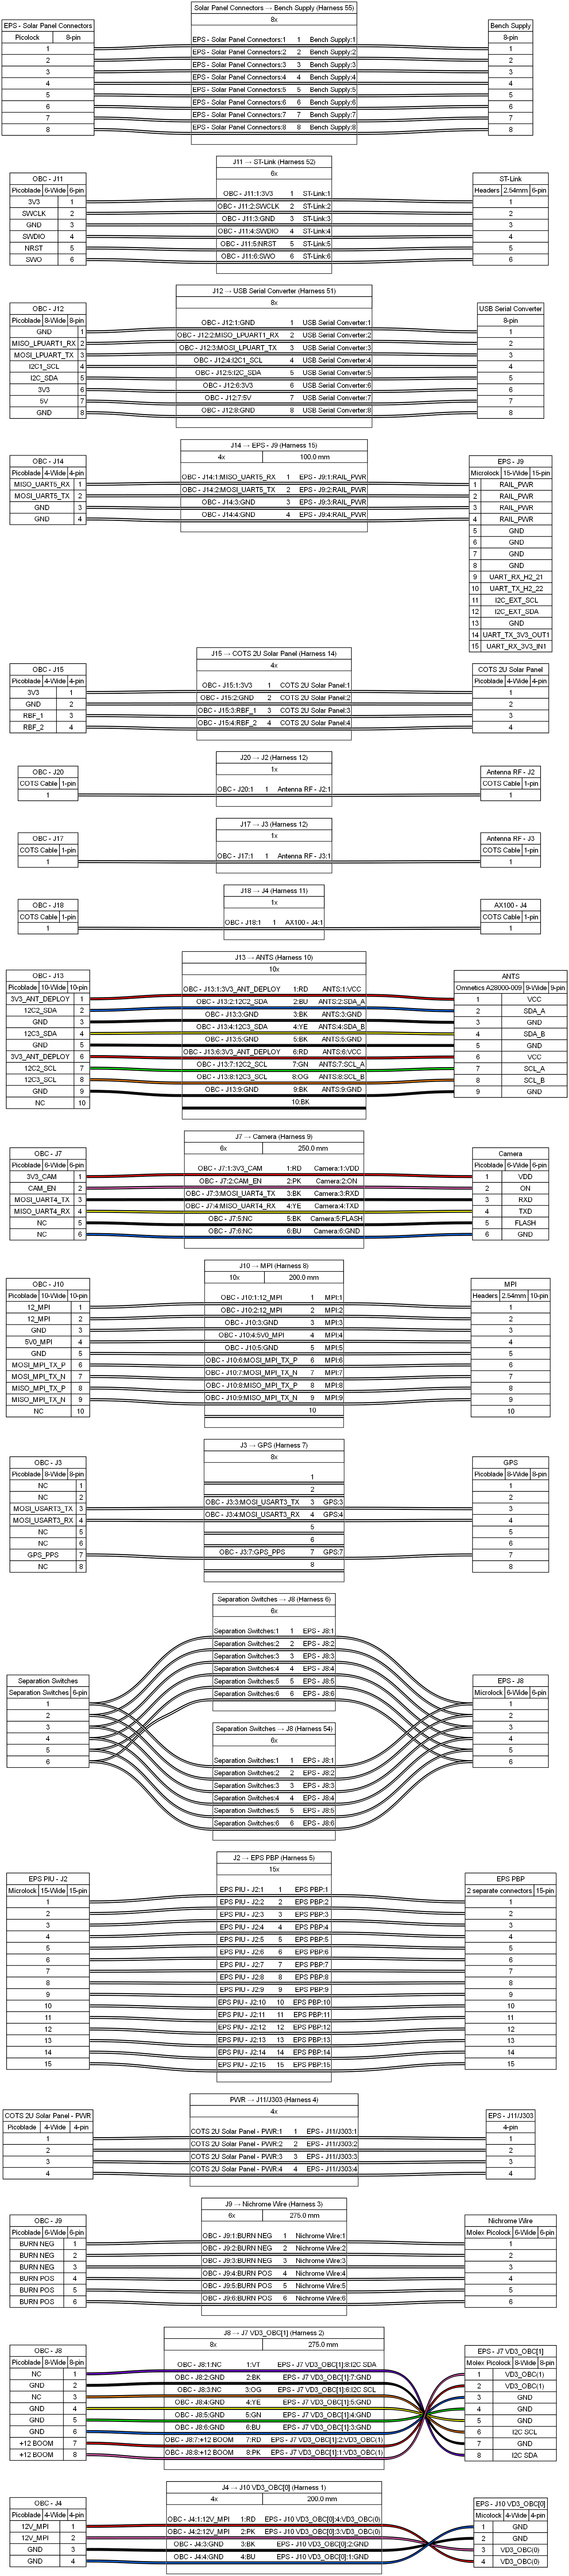 Solar Panel Connectors → Bench Supply (Harness 55)
8x
EPS - Solar Panel Connectors
Picolock 8-pin
1
2
3
4
5
6
7
8
EPS - Solar Panel Connectors:1 1 Bench Supply:1
EPS - Solar Panel Connectors:2 2 Bench Supply:2
EPS - Solar Panel Connectors:3 3 Bench Supply:3
EPS - Solar Panel Connectors:4 4 Bench Supply:4
EPS - Solar Panel Connectors:5 5 Bench Supply:5
EPS - Solar Panel Connectors:6 6 Bench Supply:6
EPS - Solar Panel Connectors:7 7 Bench Supply:7
EPS - Solar Panel Connectors:8 8 Bench Supply:8
Bench Supply
8-pin
1
2
3
4
5
6
7
8
J11 → ST-Link (Harness 52)
6x
OBC - J11
Picoblade 6-Wide 6-pin
3V3 1
SWCLK 2
GND 3
SWDIO 4
NRST 5
SWO 6
OBC - J11:1:3V3 1 ST-Link:1
OBC - J11:2:SWCLK 2 ST-Link:2
OBC - J11:3:GND 3 ST-Link:3
OBC - J11:4:SWDIO 4 ST-Link:4
OBC - J11:5:NRST 5 ST-Link:5
OBC - J11:6:SWO 6 ST-Link:6
ST-Link
Headers 2.54mm 6-pin
1
2
3
4
5
6
J12 → USB Serial Converter (Harness 51)
8x
OBC - J12
Picoblade 8-Wide 8-pin
GND 1
MISO_LPUART1_RX 2
MOSI_LPUART_TX 3
I2C1_SCL 4
I2C_SDA 5
3V3 6
5V 7
GND 8
OBC - J12:1:GND 1 USB Serial Converter:1
OBC - J12:2:MISO_LPUART1_RX 2 USB Serial Converter:2
OBC - J12:3:MOSI_LPUART_TX 3 USB Serial Converter:3
OBC - J12:4:I2C1_SCL 4 USB Serial Converter:4
OBC - J12:5:I2C_SDA 5 USB Serial Converter:5
OBC - J12:6:3V3 6 USB Serial Converter:6
OBC - J12:7:5V 7 USB Serial Converter:7
OBC - J12:8:GND 8 USB Serial Converter:8
USB Serial Converter
8-pin
1
2
3
4
5
6
7
8
J14 → EPS - J9 (Harness 15)
4x 100.0 mm
OBC - J14
Picoblade 4-Wide 4-pin
MISO_UART5_RX 1
MOSI_UART5_TX 2
GND 3
GND 4
OBC - J14:1:MISO_UART5_RX 1 EPS - J9:1:RAIL_PWR
OBC - J14:2:MOSI_UART5_TX 2 EPS - J9:2:RAIL_PWR
OBC - J14:3:GND 3 EPS - J9:3:RAIL_PWR
OBC - J14:4:GND 4 EPS - J9:4:RAIL_PWR
EPS - J9
Microlock 15-Wide 15-pin
1 RAIL_PWR
2 RAIL_PWR
3 RAIL_PWR
4 RAIL_PWR
5 GND
6 GND
7 GND
8 GND
9 UART_RX_H2_21
10 UART_TX_H2_22
11 I2C_EXT_SCL
12 I2C_EXT_SDA
13 GND
14 UART_TX_3V3_OUT1
15 UART_RX_3V3_IN1
J15 → COTS 2U Solar Panel (Harness 14)
4x
OBC - J15
Picoblade 4-Wide 4-pin
3V3 1
GND 2
RBF_1 3
RBF_2 4
OBC - J15:1:3V3 1 COTS 2U Solar Panel:1
OBC - J15:2:GND 2 COTS 2U Solar Panel:2
OBC - J15:3:RBF_1 3 COTS 2U Solar Panel:3
OBC - J15:4:RBF_2 4 COTS 2U Solar Panel:4
COTS 2U Solar Panel
Picoblade 4-Wide 4-pin
1
2
3
4
J20 → J2 (Harness 12)
1x
OBC - J20
COTS Cable 1-pin
1
OBC - J20:1 1 Antenna RF - J2:1
Antenna RF - J2
COTS Cable 1-pin
1
J17 → J3 (Harness 12)
1x
OBC - J17
COTS Cable 1-pin
1
OBC - J17:1 1 Antenna RF - J3:1
Antenna RF - J3
COTS Cable 1-pin
1
J18 → J4 (Harness 11)
1x
OBC - J18
COTS Cable 1-pin
1
OBC - J18:1 1 AX100 - J4:1
AX100 - J4
COTS Cable 1-pin
1
J13 → ANTS (Harness 10)
10x
OBC - J13
Picoblade 10-Wide 10-pin
3V3_ANT_DEPLOY 1
12C2_SDA 2
GND 3
12C3_SDA 4
GND 5
3V3_ANT_DEPLOY 6
12C2_SCL 7
12C3_SCL 8
GND 9
NC 10
OBC - J13:1:3V3_ANT_DEPLOY 1:RD ANTS:1:VCC
OBC - J13:2:12C2_SDA 2:BU ANTS:2:SDA_A
OBC - J13:3:GND 3:BK ANTS:3:GND
OBC - J13:4:12C3_SDA 4:YE ANTS:4:SDA_B
OBC - J13:5:GND 5:BK ANTS:5:GND
OBC - J13:6:3V3_ANT_DEPLOY 6:RD ANTS:6:VCC
OBC - J13:7:12C2_SCL 7:GN ANTS:7:SCL_A
OBC - J13:8:12C3_SCL 8:OG ANTS:8:SCL_B
OBC - J13:9:GND 9:BK ANTS:9:GND
10:BK
ANTS
Omnetics A28000-009 9-Wide 9-pin
1 VCC
2 SDA_A
3 GND
4 SDA_B
5 GND
6 VCC
7 SCL_A
8 SCL_B
9 GND
J7 → Camera (Harness 9)
6x 250.0 mm
OBC - J7
Picoblade 6-Wide 6-pin
3V3_CAM 1
CAM_EN 2
MOSI_UART4_TX 3
MISO_UART4_RX 4
NC 5
NC 6
OBC - J7:1:3V3_CAM 1:RD Camera:1:VDD
OBC - J7:2:CAM_EN 2:PK Camera:2:ON
OBC - J7:3:MOSI_UART4_TX 3:BK Camera:3:RXD
OBC - J7:4:MISO_UART4_RX 4:YE Camera:4:TXD
OBC - J7:5:NC 5:BK Camera:5:FLASH
OBC - J7:6:NC 6:BU Camera:6:GND
Camera
Picoblade 6-Wide 6-pin
1 VDD
2 ON
3 RXD
4 TXD
5 FLASH
6 GND
J10 → MPI (Harness 8)
10x 200.0 mm
OBC - J10
Picoblade 10-Wide 10-pin
12_MPI 1
12_MPI 2
GND 3
5V0_MPI 4
GND 5
MOSI_MPI_TX_P 6
MOSI_MPI_TX_N 7
MISO_MPI_TX_P 8
MISO_MPI_TX_N 9
NC 10
OBC - J10:1:12_MPI 1 MPI:1
OBC - J10:2:12_MPI 2 MPI:2
OBC - J10:3:GND 3 MPI:3
OBC - J10:4:5V0_MPI 4 MPI:4
OBC - J10:5:GND 5 MPI:5
OBC - J10:6:MOSI_MPI_TX_P 6 MPI:6
OBC - J10:7:MOSI_MPI_TX_N 7 MPI:7
OBC - J10:8:MISO_MPI_TX_P 8 MPI:8
OBC - J10:9:MISO_MPI_TX_N 9 MPI:9
10
MPI
Headers 2.54mm 10-pin
1
2
3
4
5
6
7
8
9
10
J3 → GPS (Harness 7)
8x
OBC - J3
Picoblade 8-Wide 8-pin
NC 1
NC 2
MOSI_USART3_TX 3
MOSI_USART3_RX 4
NC 5
NC 6
GPS_PPS 7
NC 8
1
2
OBC - J3:3:MOSI_USART3_TX 3 GPS:3
OBC - J3:4:MOSI_USART3_RX 4 GPS:4
5
6
OBC - J3:7:GPS_PPS 7 GPS:7
8
GPS
Picoblade 8-Wide 8-pin
1
2
3
4
5
6
7
8
Separation Switches → J8 (Harness 6)
6x
Separation Switches:1 1 EPS - J8:1
Separation Switches:2 2 EPS - J8:2
Separation Switches:3 3 EPS - J8:3
Separation Switches:4 4 EPS - J8:4
Separation Switches:5 5 EPS - J8:5
Separation Switches:6 6 EPS - J8:6
Separation Switches
Separation Switches 6-pin
1
2
3
4
5
6
EPS - J8
Microlock 6-Wide 6-pin
1
2
3
4
5
6
Separation Switches → J8 (Harness 54)
6x
Separation Switches:1 1 EPS - J8:1
Separation Switches:2 2 EPS - J8:2
Separation Switches:3 3 EPS - J8:3
Separation Switches:4 4 EPS - J8:4
Separation Switches:5 5 EPS - J8:5
Separation Switches:6 6 EPS - J8:6
J2 → EPS PBP (Harness 5)
15x
EPS PIU - J2
Microlock 15-Wide 15-pin
1
2
3
4
5
6
7
8
9
10
11
12
13
14
15
EPS PIU - J2:1 1 EPS PBP:1
EPS PIU - J2:2 2 EPS PBP:2
EPS PIU - J2:3 3 EPS PBP:3
EPS PIU - J2:4 4 EPS PBP:4
EPS PIU - J2:5 5 EPS PBP:5
EPS PIU - J2:6 6 EPS PBP:6
EPS PIU - J2:7 7 EPS PBP:7
EPS PIU - J2:8 8 EPS PBP:8
EPS PIU - J2:9 9 EPS PBP:9
EPS PIU - J2:10 10 EPS PBP:10
EPS PIU - J2:11 11 EPS PBP:11
EPS PIU - J2:12 12 EPS PBP:12
EPS PIU - J2:13 13 EPS PBP:13
EPS PIU - J2:14 14 EPS PBP:14
EPS PIU - J2:15 15 EPS PBP:15
EPS PBP
2 separate connectors 15-pin
1
2
3
4
5
6
7
8
9
10
11
12
13
14
15
PWR → J11/J303 (Harness 4)
4x
COTS 2U Solar Panel - PWR
Picoblade 4-Wide 4-pin
1
2
3
4
COTS 2U Solar Panel - PWR:1 1 EPS - J11/J303:1
COTS 2U Solar Panel - PWR:2 2 EPS - J11/J303:2
COTS 2U Solar Panel - PWR:3 3 EPS - J11/J303:3
COTS 2U Solar Panel - PWR:4 4 EPS - J11/J303:4
EPS - J11/J303
4-pin
1
2
3
4
J9 → Nichrome Wire (Harness 3)
6x 275.0 mm
OBC - J9
Picoblade 6-Wide 6-pin
BURN NEG 1
BURN NEG 2
BURN NEG 3
BURN POS 4
BURN POS 5
BURN POS 6
OBC - J9:1:BURN NEG 1 Nichrome Wire:1
OBC - J9:2:BURN NEG 2 Nichrome Wire:2
OBC - J9:3:BURN NEG 3 Nichrome Wire:3
OBC - J9:4:BURN POS 4 Nichrome Wire:4
OBC - J9:5:BURN POS 5 Nichrome Wire:5
OBC - J9:6:BURN POS 6 Nichrome Wire:6
Nichrome Wire
Molex Picolock 6-Wide 6-pin
1
2
3
4
5
6
J8 → J7 VD3_OBC[1] (Harness 2)
8x 275.0 mm
OBC - J8
Picoblade 8-Wide 8-pin
NC 1
GND 2
NC 3
GND 4
GND 5
GND 6
+12 BOOM 7
+12 BOOM 8
OBC - J8:1:NC 1:VT EPS - J7 VD3_OBC[1]:8:I2C SDA
OBC - J8:2:GND 2:BK EPS - J7 VD3_OBC[1]:7:GND
OBC - J8:3:NC 3:OG EPS - J7 VD3_OBC[1]:6:I2C SCL
OBC - J8:4:GND 4:YE EPS - J7 VD3_OBC[1]:5:GND
OBC - J8:5:GND 5:GN EPS - J7 VD3_OBC[1]:4:GND
OBC - J8:6:GND 6:BU EPS - J7 VD3_OBC[1]:3:GND
OBC - J8:7:+12 BOOM 7:RD EPS - J7 VD3_OBC[1]:2:VD3_OBC(1)
OBC - J8:8:+12 BOOM 8:PK EPS - J7 VD3_OBC[1]:1:VD3_OBC(1)
EPS - J7 VD3_OBC[1]
Molex Picolock 8-Wide 8-pin
1 VD3_OBC(1)
2 VD3_OBC(1)
3 GND
4 GND
5 GND
6 I2C SCL
7 GND
8 I2C SDA
J4 → J10 VD3_OBC[0] (Harness 1)
4x 200.0 mm
OBC - J4
Picoblade 4-Wide 4-pin
12V_MPI 1
12V_MPI 2
GND 3
GND 4
OBC - J4:1:12V_MPI 1:RD EPS - J10 VD3_OBC[0]:4:VD3_OBC(0)
OBC - J4:2:12V_MPI 2:PK EPS - J10 VD3_OBC[0]:3:VD3_OBC(0)
OBC - J4:3:GND 3:BK EPS - J10 VD3_OBC[0]:2:GND
OBC - J4:4:GND 4:BU EPS - J10 VD3_OBC[0]:1:GND
EPS - J10 VD3_OBC[0]
Micolock 4-Wide 4-pin
1 GND
2 GND
3 VD3_OBC(0)
4 VD3_OBC(0)